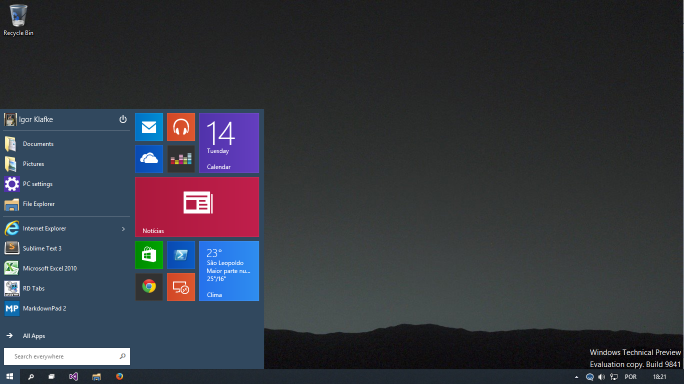 Recycle Bin
Igor Klafke
Documents
Pictures
PC settings
File Explorer
Internet Explorer
Sublime Text 3
Microsoft Excel 2010
RD Tabs
MP
MarkdownPad 2
All Apps
Search everywhere
14
Tuesday
Calendar
Notícias
23°
São Leopoldo
Maior parte nu...
25°/16°
Clima
Windows Technical Preview
Evaluation copy. Build 9841
POR
18:21